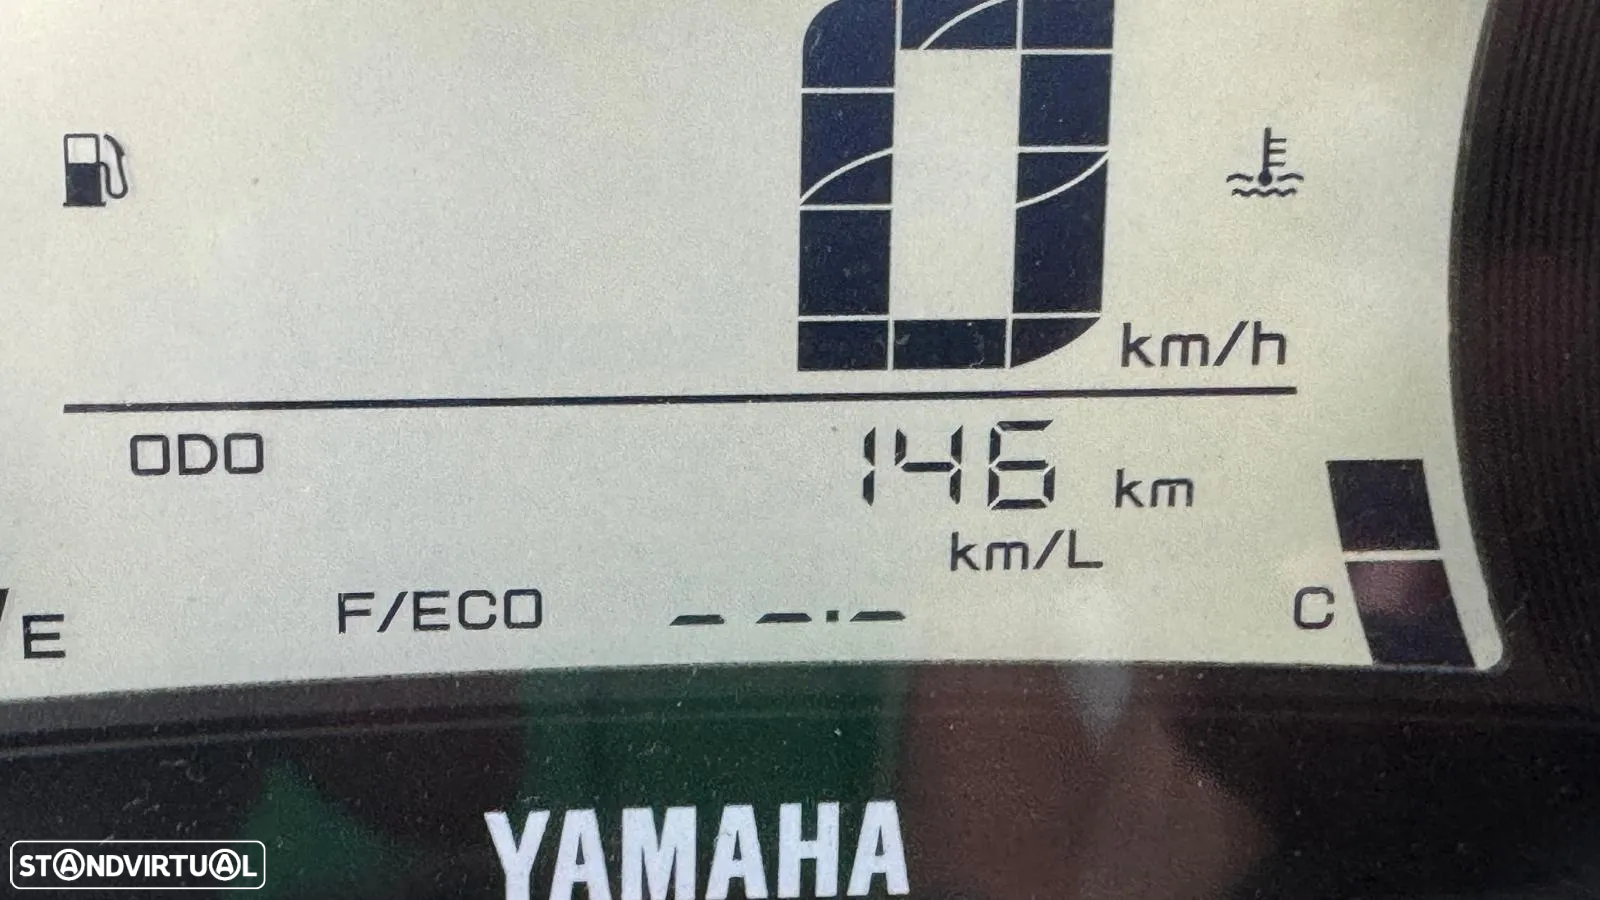 0 km/h
ODO 146 km
km/L
E F/ECO - -.- C
YAMAHA
STANDVIRTUAL